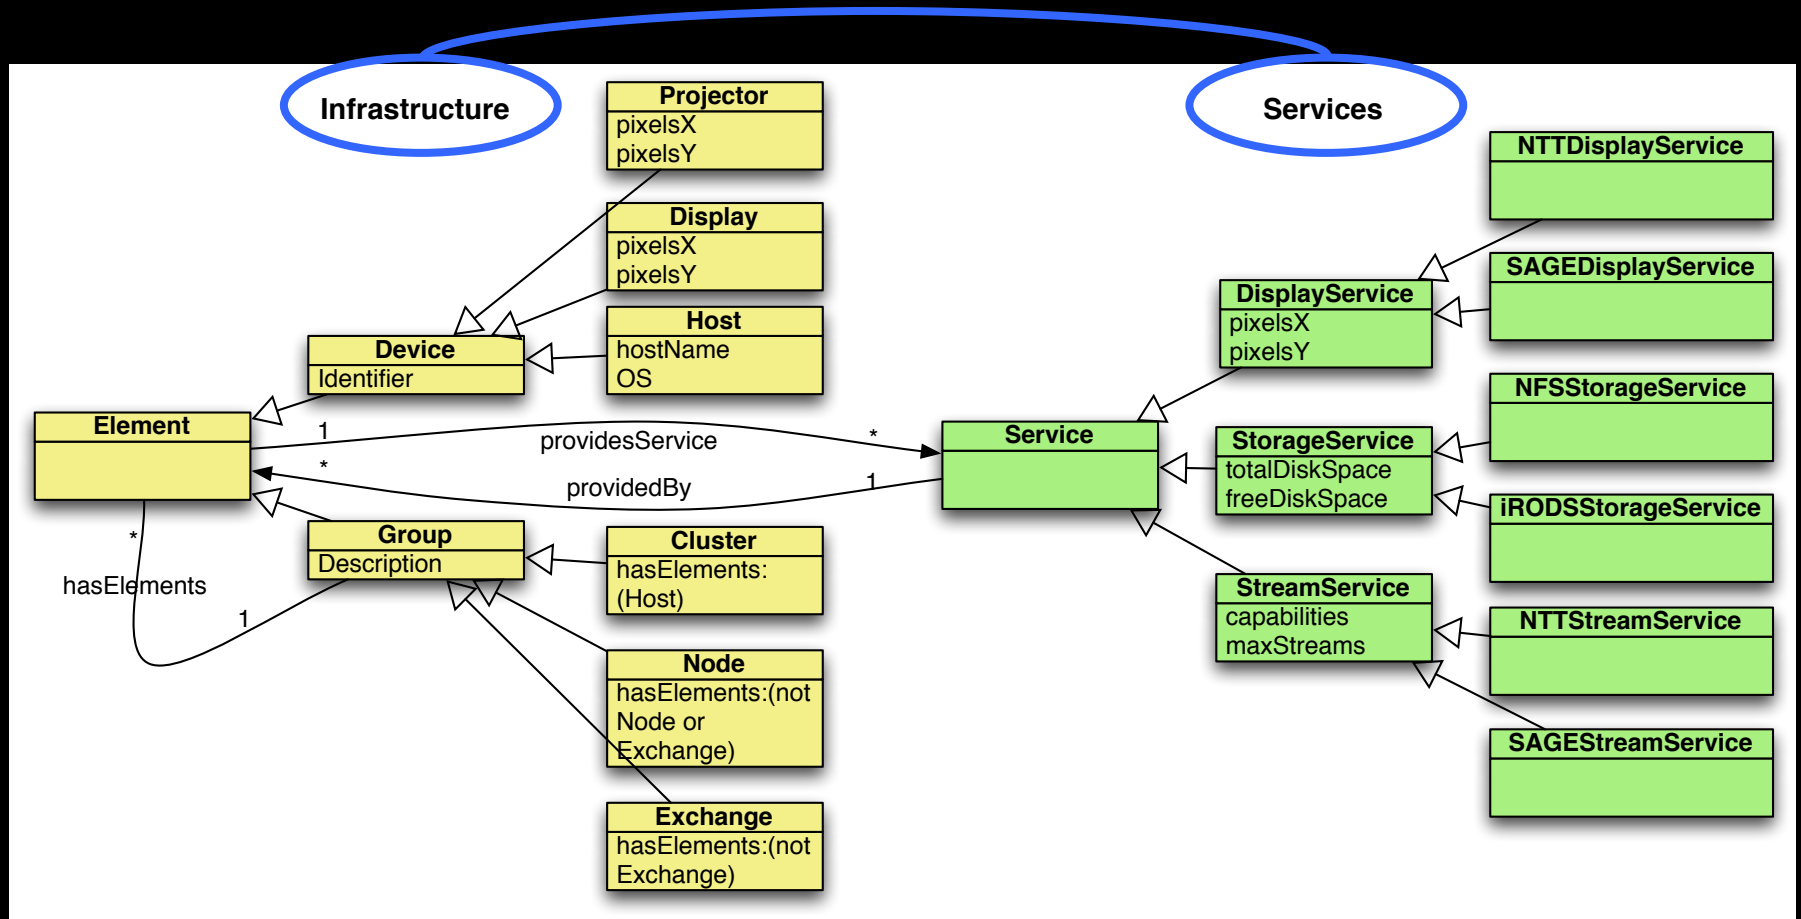 Infrastructure
Services
Projector
pixelsX
pixelsY
Display
pixelsX
pixelsY
Host
hostName
OS
Device
Identifier
Element
1
providesService
*
*
providedBy
1
Group
Description
*
hasElements
1
Cluster
hasElements:
(Host)
Node
hasElements:(not
Node or
Exchange)
Exchange
hasElements:(not
Exchange)
Service
DisplayService
pixelsX
pixelsY
StorageService
totalDiskSpace
freeDiskSpace
StreamService
capabilities
maxStreams
NTTDisplayService
SAGEDisplayService
NFSStorageService
iRODSStorageService
NTTStreamService
SAGEStreamService